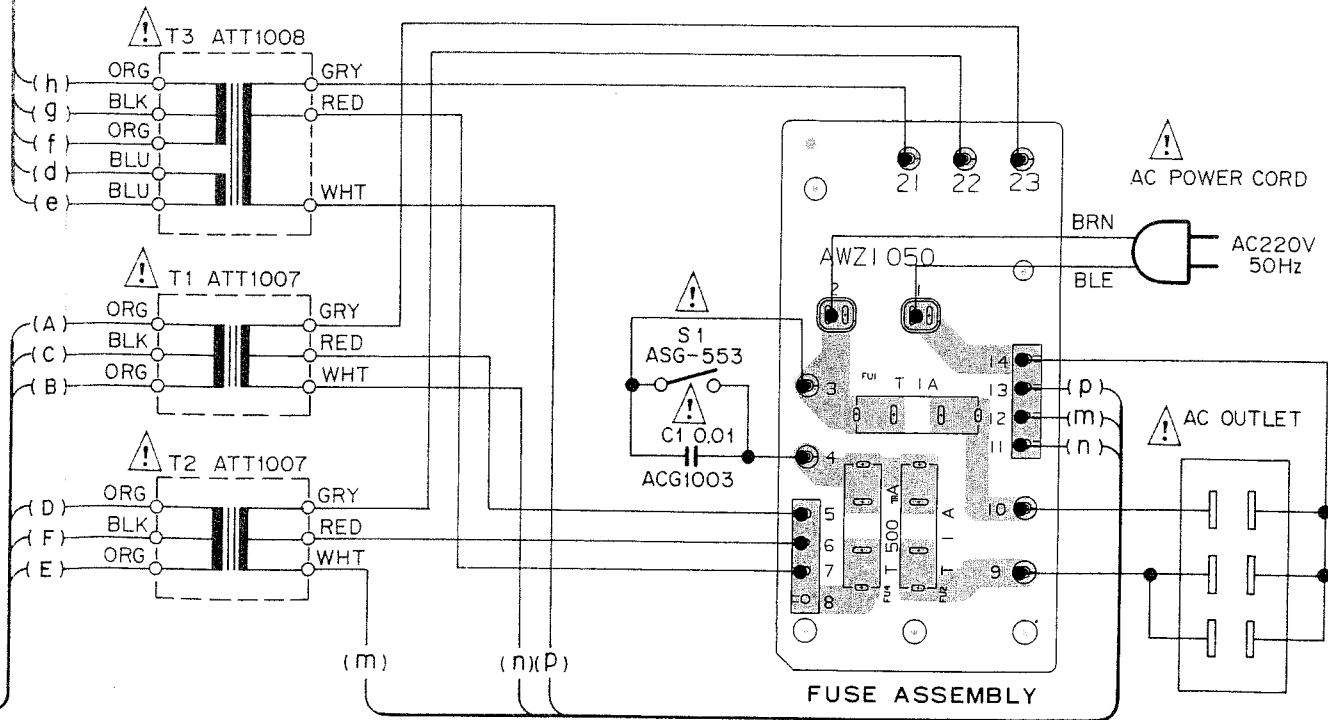 T3 ATT1008
(h) ORG GRY
(g) BLK RED
(f) ORG
(d) BLU
(e) BLU WHT
T1 ATT1007
(A) ORG GRY
(C) BLK RED
(B) ORG WHT
T2 ATT1007
(D) ORG GRY
(F) BLK RED
(E) ORG WHT
(m) (n)(p)
S1
ASG-553
C1 0.01
ACG1003
21 22 23
AWZ1050
2 1
3
4
5
6
7
8
FU1 T 1A
FU4 T 500 mA
FU2 T 1 A
14
13 (p)
12 (m)
11 (n)
10
9
FUSE ASSEMBLY
AC POWER CORD
BRN
BLE
AC220V
50Hz
AC OUTLET